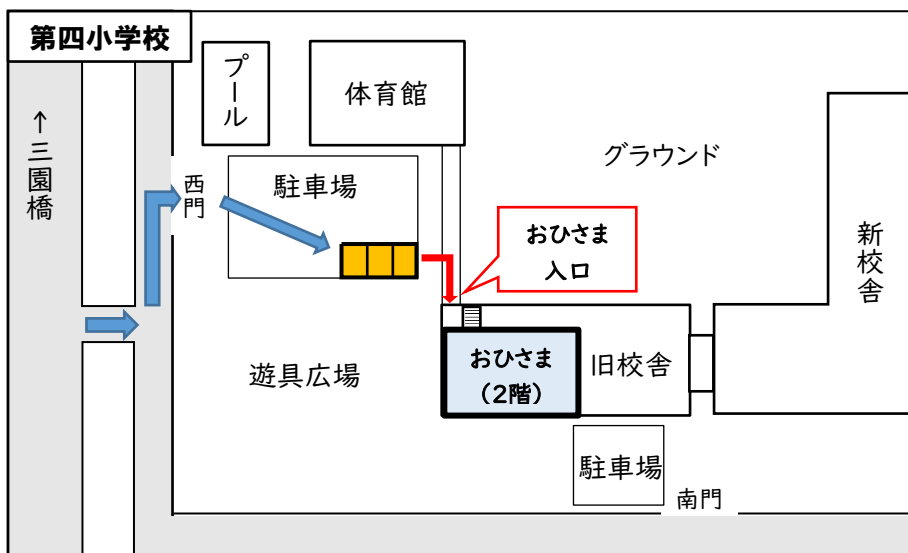 第四小学校
↑三園橋
プール
体育館
グラウンド
新校舎
西門
駐車場
おひさま
入口
遊具広場
おひさま
（2階）
旧校舎
駐車場
南門